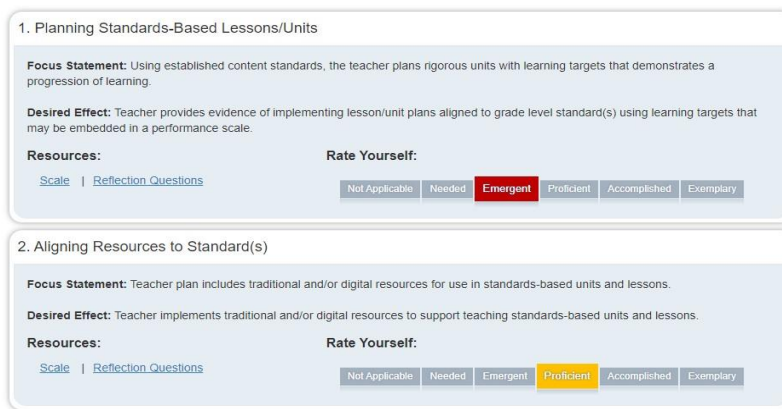 1. Planning Standards-Based Lessons/Units
Focus Statement: Using established content standards, the teacher plans rigorous units with learning targets that demonstrates a
progression of learning.
Desired Effect: Teacher provides evidence of implementing lesson/unit plans aligned to grade level standard(s) using learning targets that
may be embedded in a performance scale.
Resources: Rate Yourself:
Scale | Reflection Questions
Not Applicable Needed Emergent Proficient Accomplished Exemplary
2. Aligning Resources to Standard(s)
Focus Statement: Teacher plan includes traditional and/or digital resources for use in standards-based units and lessons.
Desired Effect: Teacher implements traditional and/or digital resources to support teaching standards-based units and lessons.
Resources: Rate Yourself:
Scale | Reflection Questions
Not Applicable Needed Emergent Proficient Accomplished Exemplary